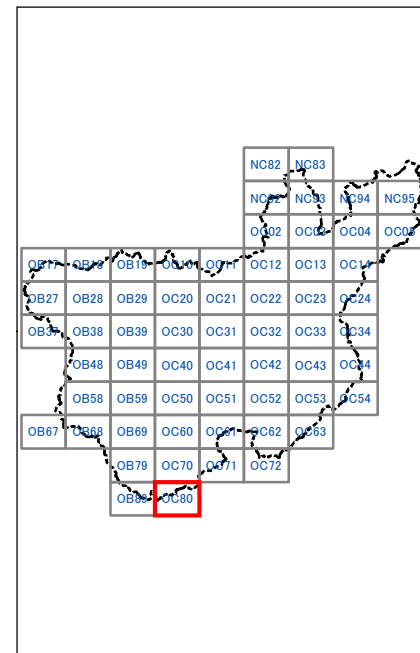 NC82 NC83
NC92 NC93 NC94 NC95
OC02 OC03 OC04 OC05
OB17 OB18 OB19 OC10 OC11 OC12 OC13 OC14
OB27 OB28 OB29 OC20 OC21 OC22 OC23 OC24
OB37 OB38 OB39 OC30 OC31 OC32 OC33 OC34
OB48 OB49 OC40 OC41 OC42 OC43 OC44
OB58 OB59 OC50 OC51 OC52 OC53 OC54
OB67 OB68 OB69 OC60 OC61 OC62 OC63
OB79 OC70 OC71 OC72
OB89 OC80